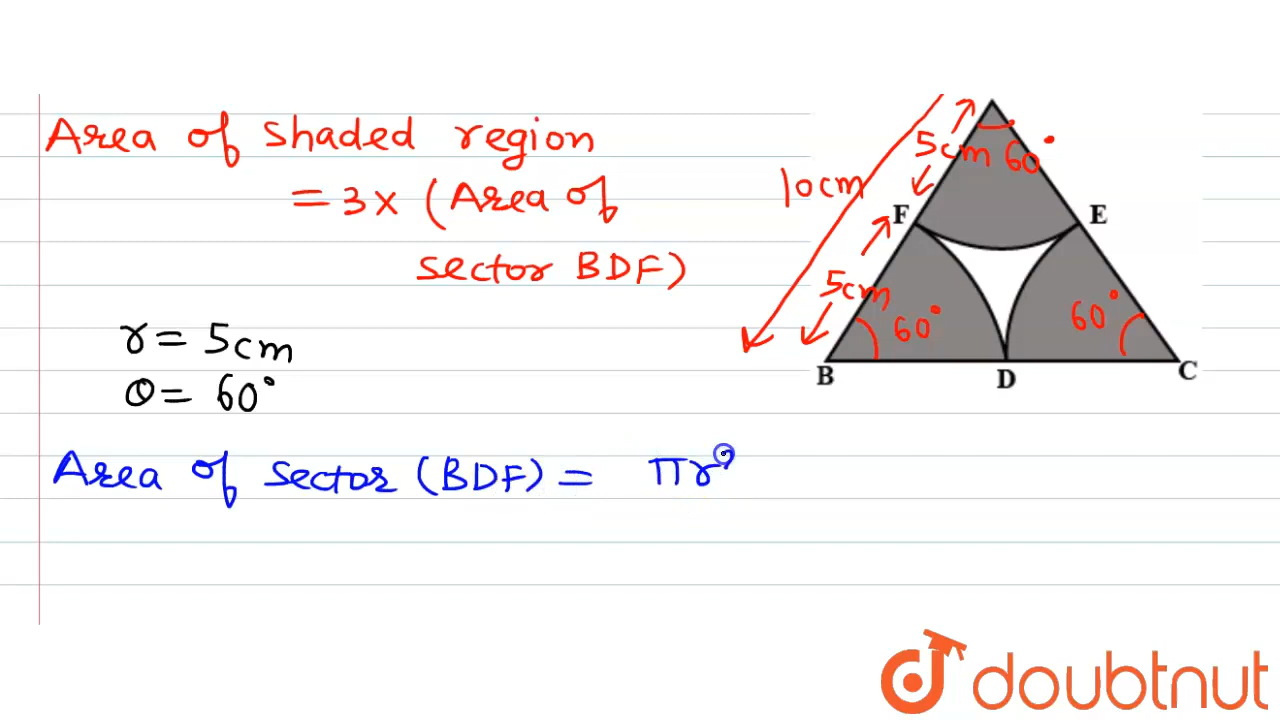 Area of shaded region
= 3 x (Area of
sector BDF)
r = 5cm
θ = 60°
Area of sector (BDF) = πr²
10cm
5cm
60°
F
E
5cm
60°
60°
B
D
C
doubtnut